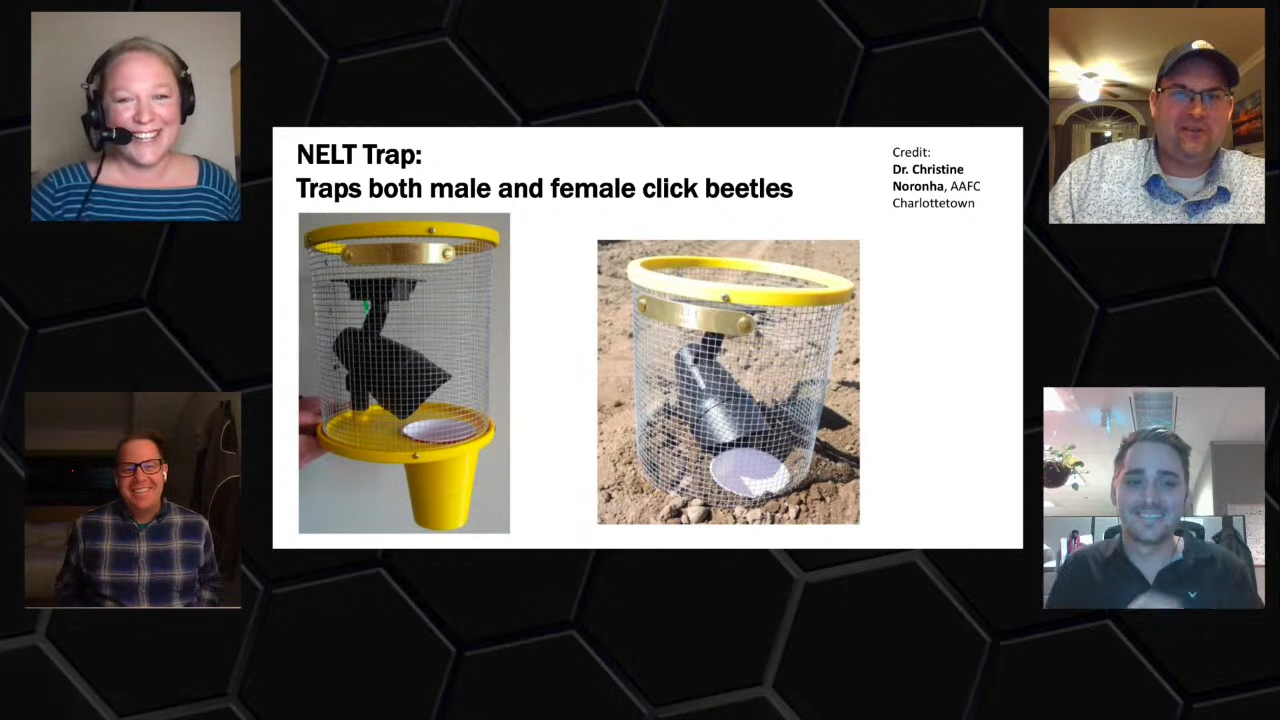 NELT Trap:
Traps both male and female click beetles
Credit:
Dr. Christine
Noronha, AAFC
Charlottetown